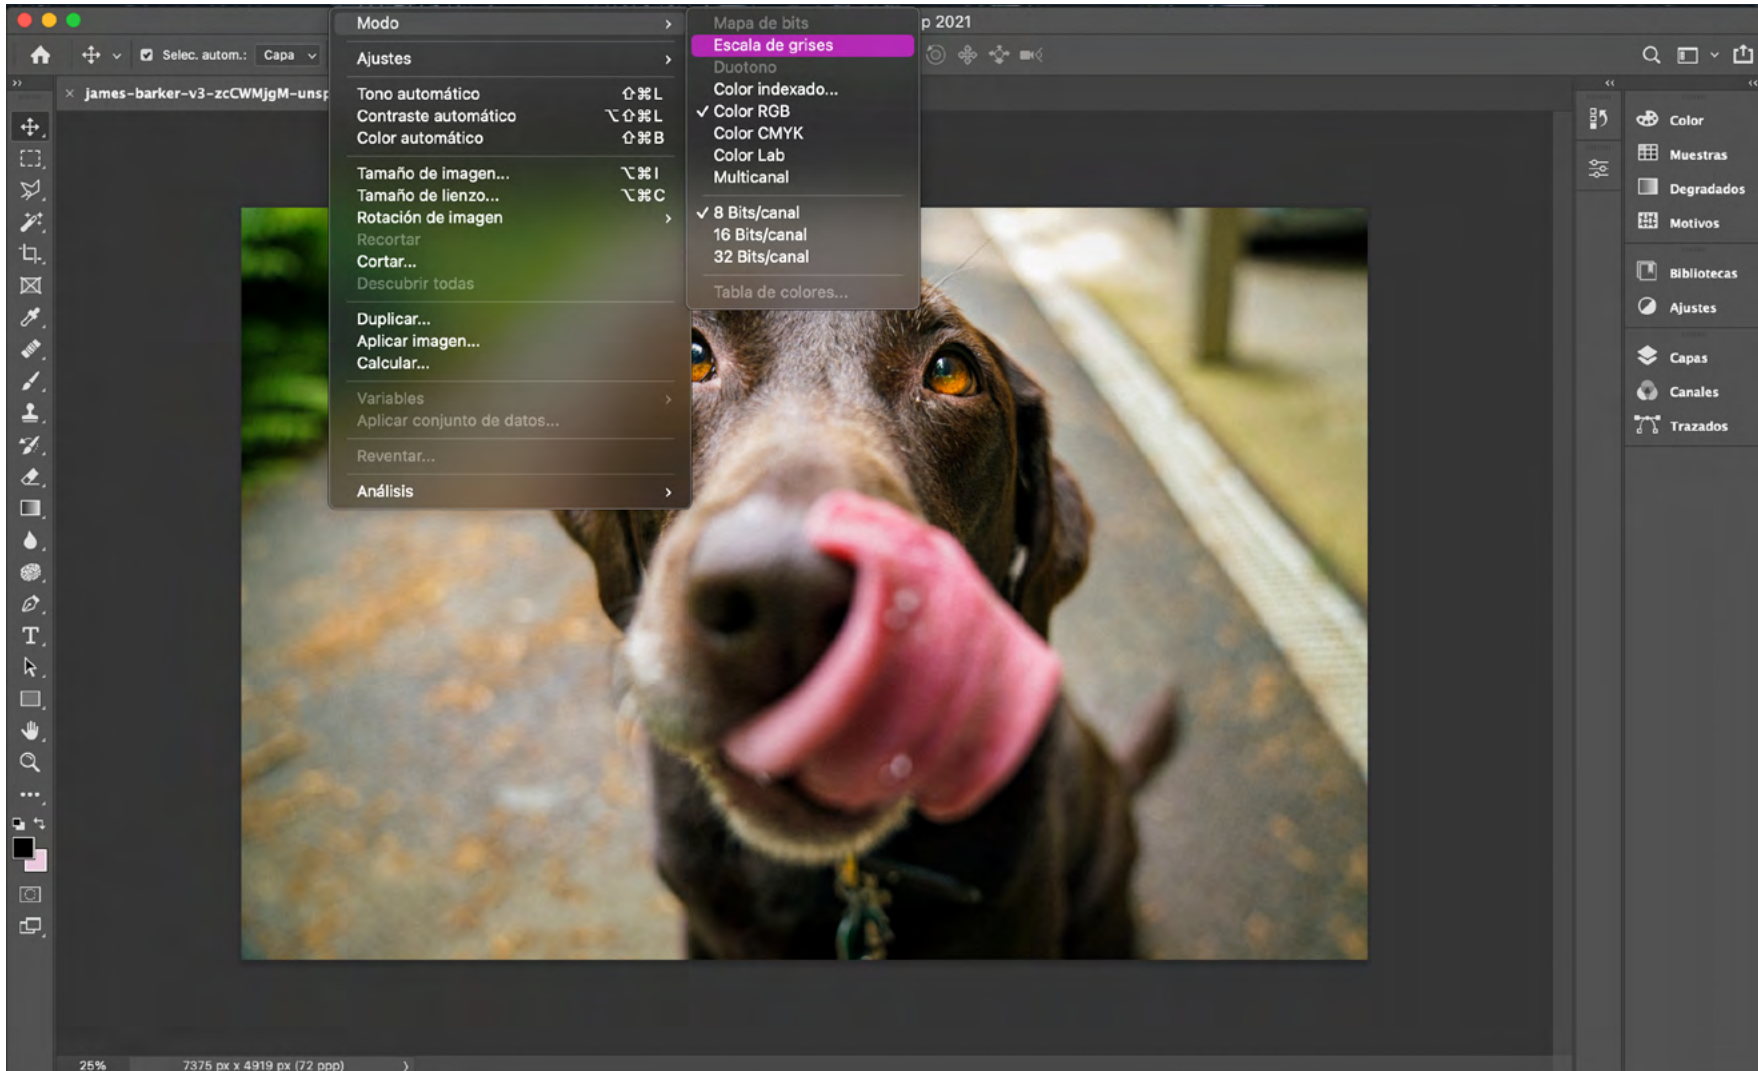 p 2021
Selec. autom.: Capa
james-barker-v3-zcCWMjgM-unsp
Modo
Ajustes
Tono automático ⇧⌘L
Contraste automático ⌥⇧⌘L
Color automático ⇧⌘B
Tamaño de imagen... ⌥⌘I
Tamaño de lienzo... ⌥⌘C
Rotación de imagen
Recortar
Cortar...
Descubrir todas
Duplicar...
Aplicar imagen...
Calcular...
Variables
Aplicar conjunto de datos...
Reventar...
Análisis
Mapa de bits
Escala de grises
Duotono
Color indexado...
✓ Color RGB
Color CMYK
Color Lab
Multicanal
✓ 8 Bits/canal
16 Bits/canal
32 Bits/canal
Tabla de colores...
Color
Muestras
Degradados
Motivos
Bibliotecas
Ajustes
Capas
Canales
Trazados
25% 7375 px x 4919 px (72 ppp)